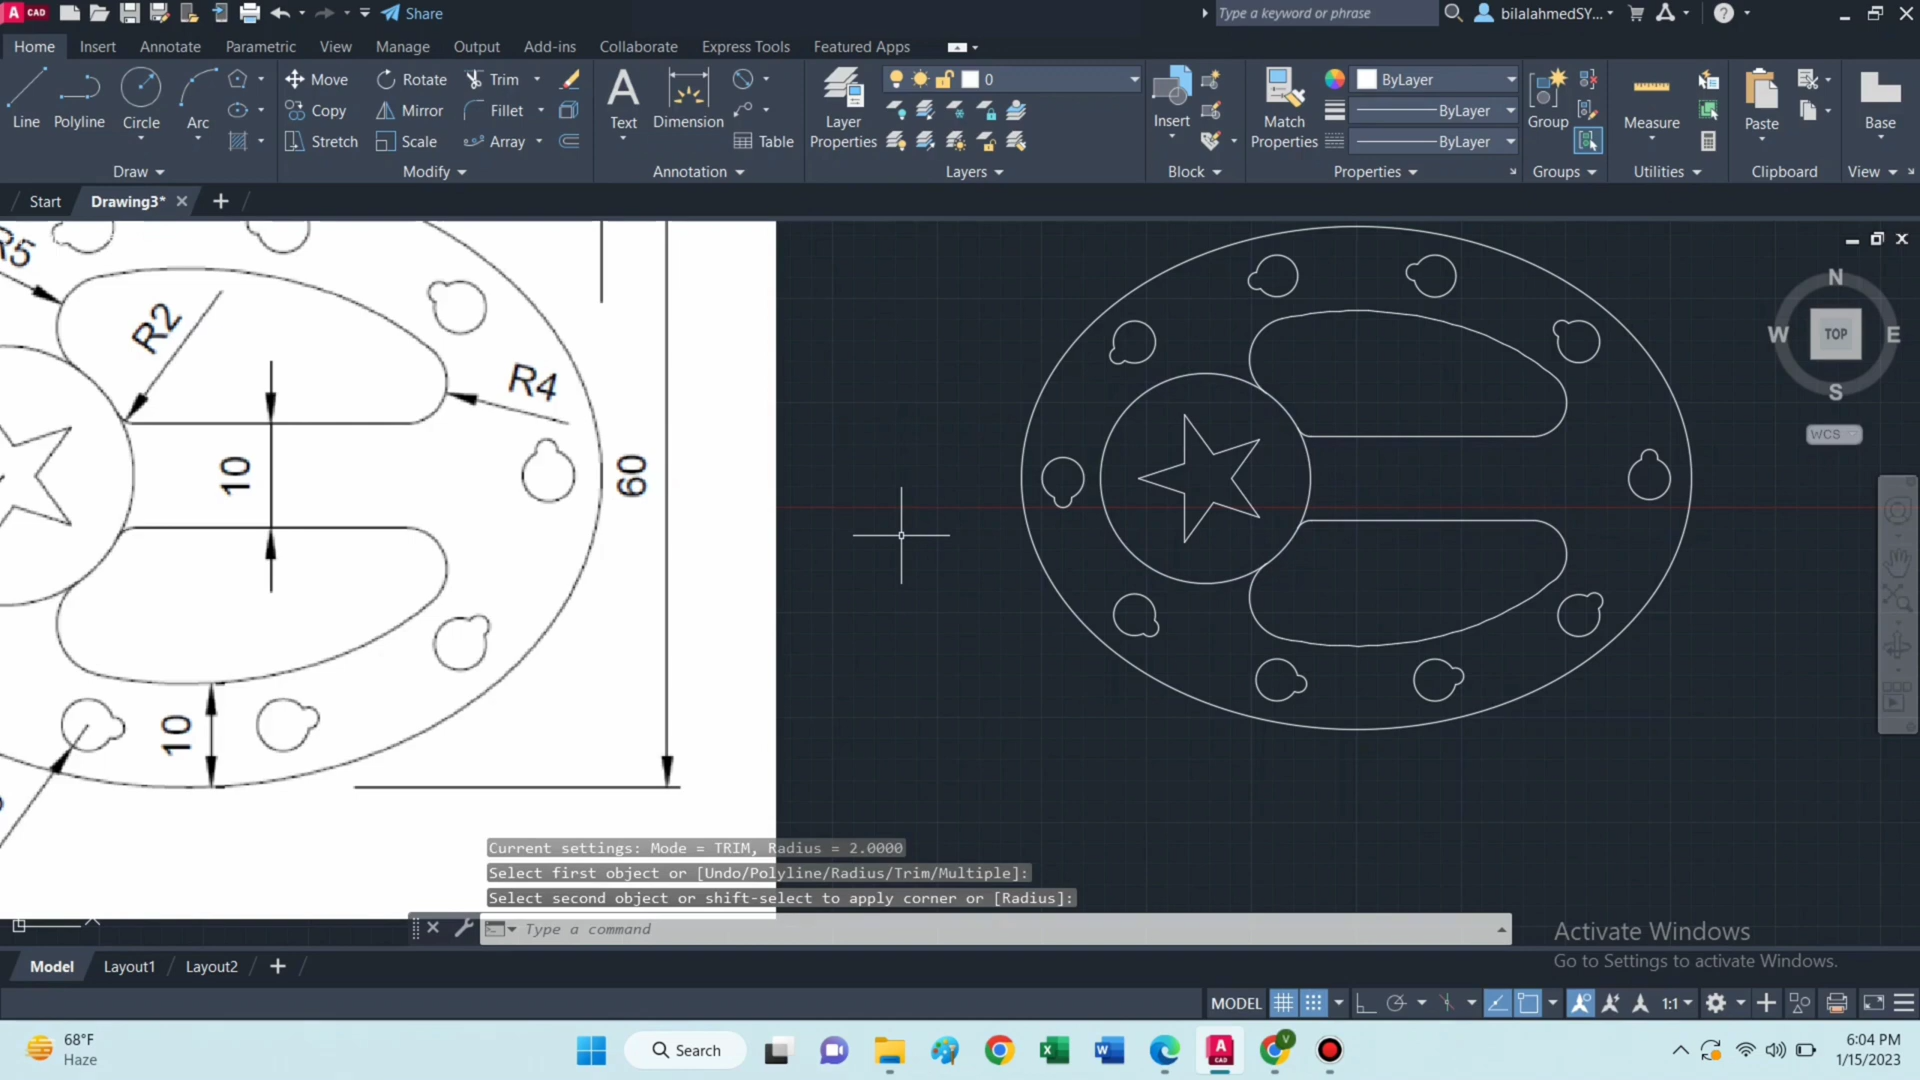 A CAD Share Type a keyword or phrase bilalahmedSY...
Home Insert Annotate Parametric View Manage Output Add-ins Collaborate Express Tools Featured Apps
Line Polyline Circle Arc
Move Rotate Trim
Copy Mirror Fillet
Stretch Scale Array
Text Dimension Table
Layer Properties
0
Insert
Match Properties
ByLayer
ByLayer
ByLayer
Group Measure Paste Base
Draw Modify Annotation Layers Block Properties Groups Utilities Clipboard View
Start Drawing3*
R5
R2
R4
10
60
10
N
W TOP E
S
WCS
Current settings: Mode = TRIM, Radius = 2.0000
Select first object or [Undo/Polyline/Radius/Trim/Multiple]:
Select second object or shift-select to apply corner or [Radius]:
Type a command
Activate Windows
Go to Settings to activate Windows.
Model Layout1 Layout2
MODEL 1:1
68°F
Haze
Search
6:04 PM
1/15/2023